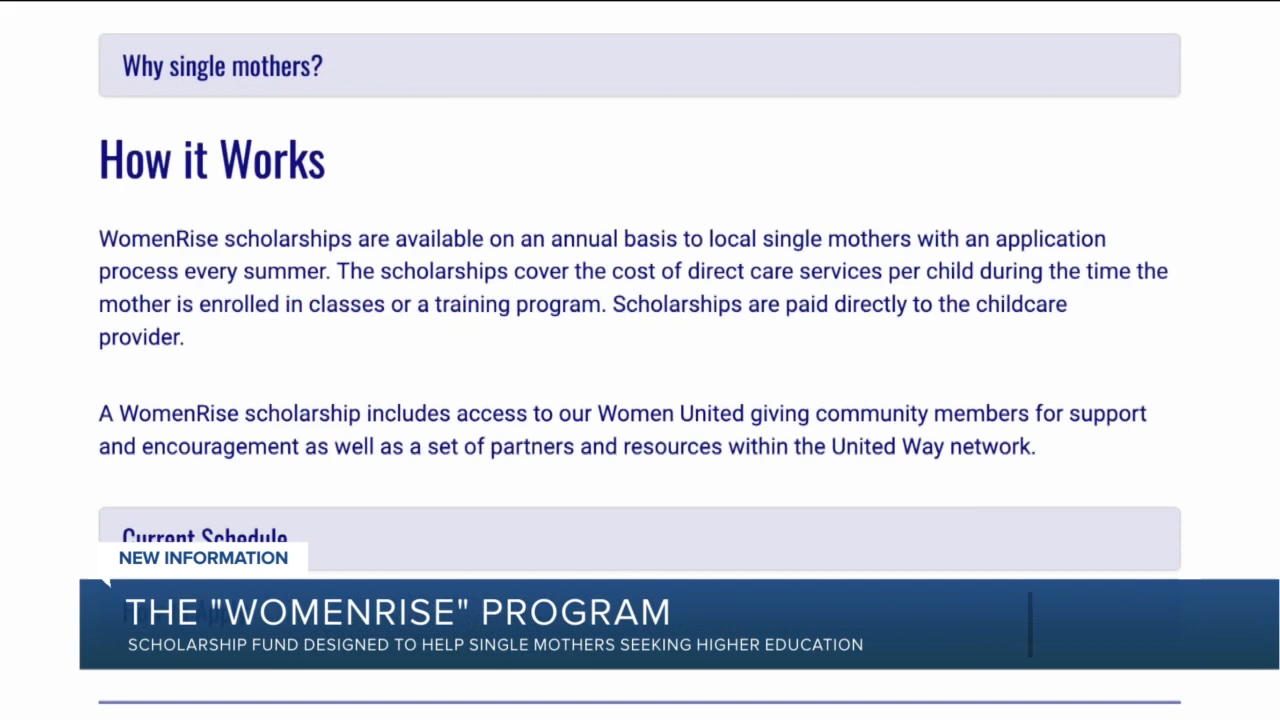 Why single mothers?
How it Works
WomenRise scholarships are available on an annual basis to local single mothers with an application
process every summer. The scholarships cover the cost of direct care services per child during the time the
mother is enrolled in classes or a training program. Scholarships are paid directly to the childcare
provider.
A WomenRise scholarship includes access to our Women United giving community members for support
and encouragement as well as a set of partners and resources within the United Way network.
Current Schedule
NEW INFORMATION
THE "WOMENRISE" PROGRAM
SCHOLARSHIP FUND DESIGNED TO HELP SINGLE MOTHERS SEEKING HIGHER EDUCATION